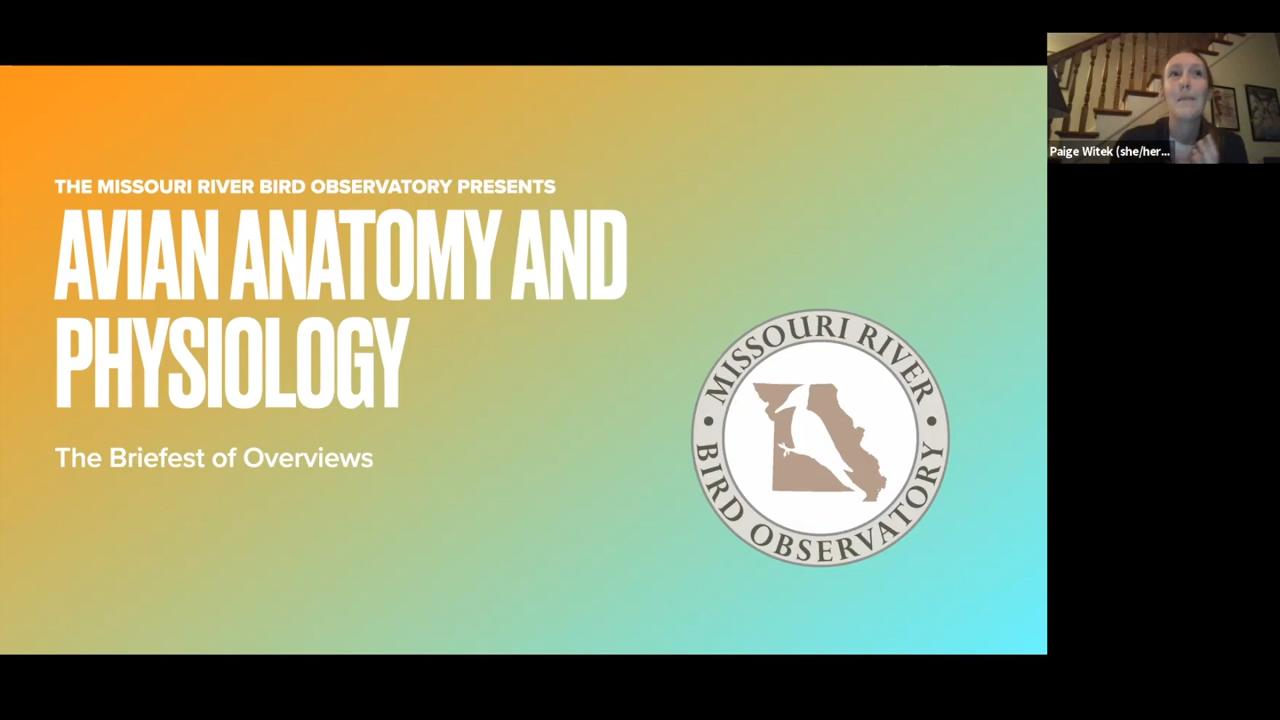 THE MISSOURI RIVER BIRD OBSERVATORY PRESENTS
AVIAN ANATOMY AND
PHYSIOLOGY
The Briefest of Overviews
MISSOURI RIVER
• BIRD OBSERVATORY •
Paige Witek (she/her...